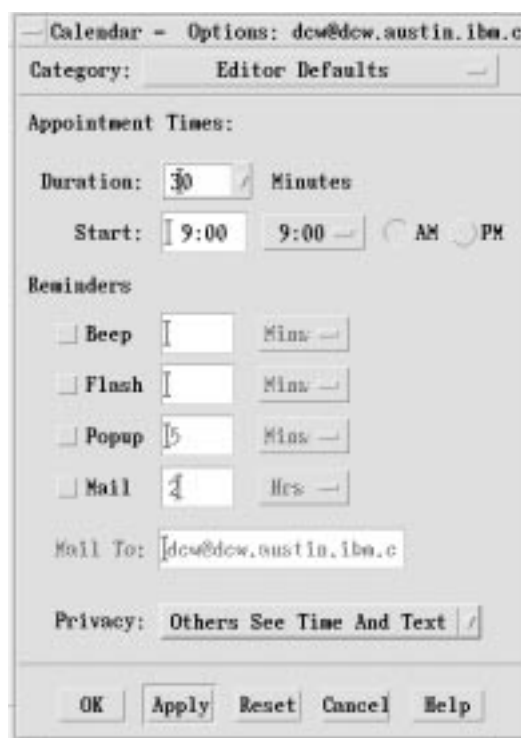 Calendar - Options: dcw@dcw.austin.ibm.c
Category: Editor Defaults
Appointment Times:
Duration: 30 Minutes
Start: 9:00 9:00 AM PM
Reminders
Beep Mins
Flash Mins
Popup 5 Mins
Mail 2 Hrs
Mail To: dcw@dcw.austin.ibm.c
Privacy: Others See Time And Text
OK Apply Reset Cancel Help